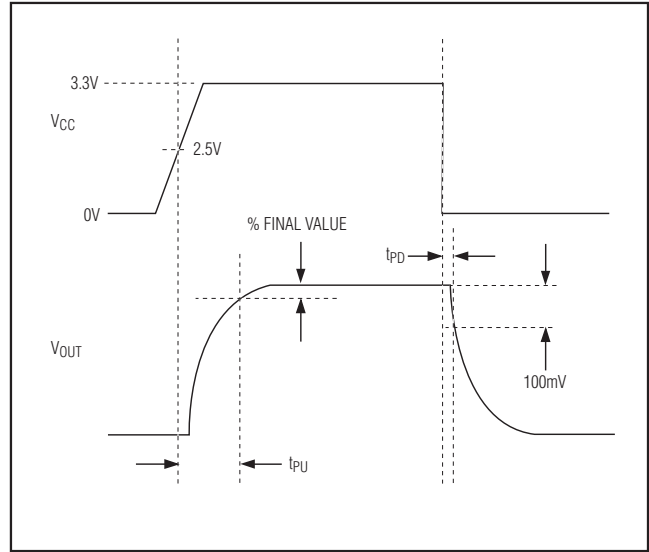 3.3V
VCC
2.5V
0V
% FINAL VALUE
tPD
VOUT
100mV
tPU